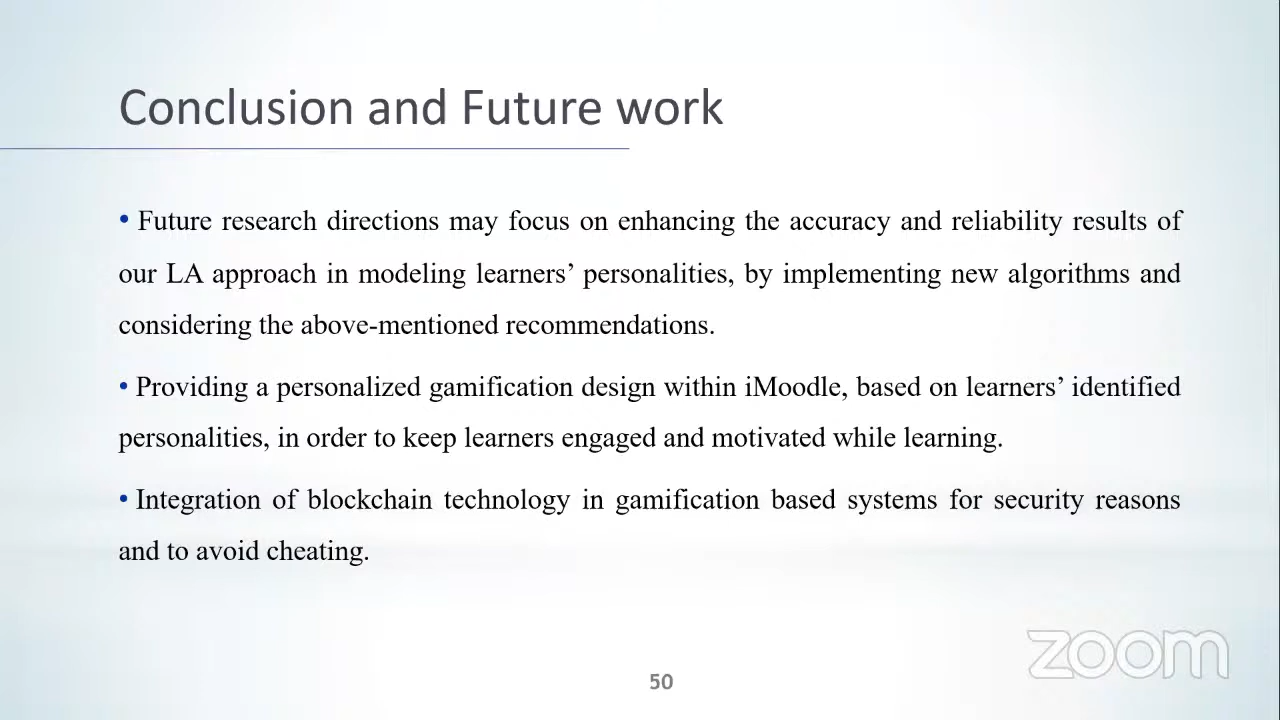 Conclusion and Future work
• Future research directions may focus on enhancing the accuracy and reliability results of
our LA approach in modeling learners’ personalities, by implementing new algorithms and
considering the above-mentioned recommendations.
• Providing a personalized gamification design within iMoodle, based on learners’ identified
personalities, in order to keep learners engaged and motivated while learning.
• Integration of blockchain technology in gamification based systems for security reasons
and to avoid cheating.
zoom
50